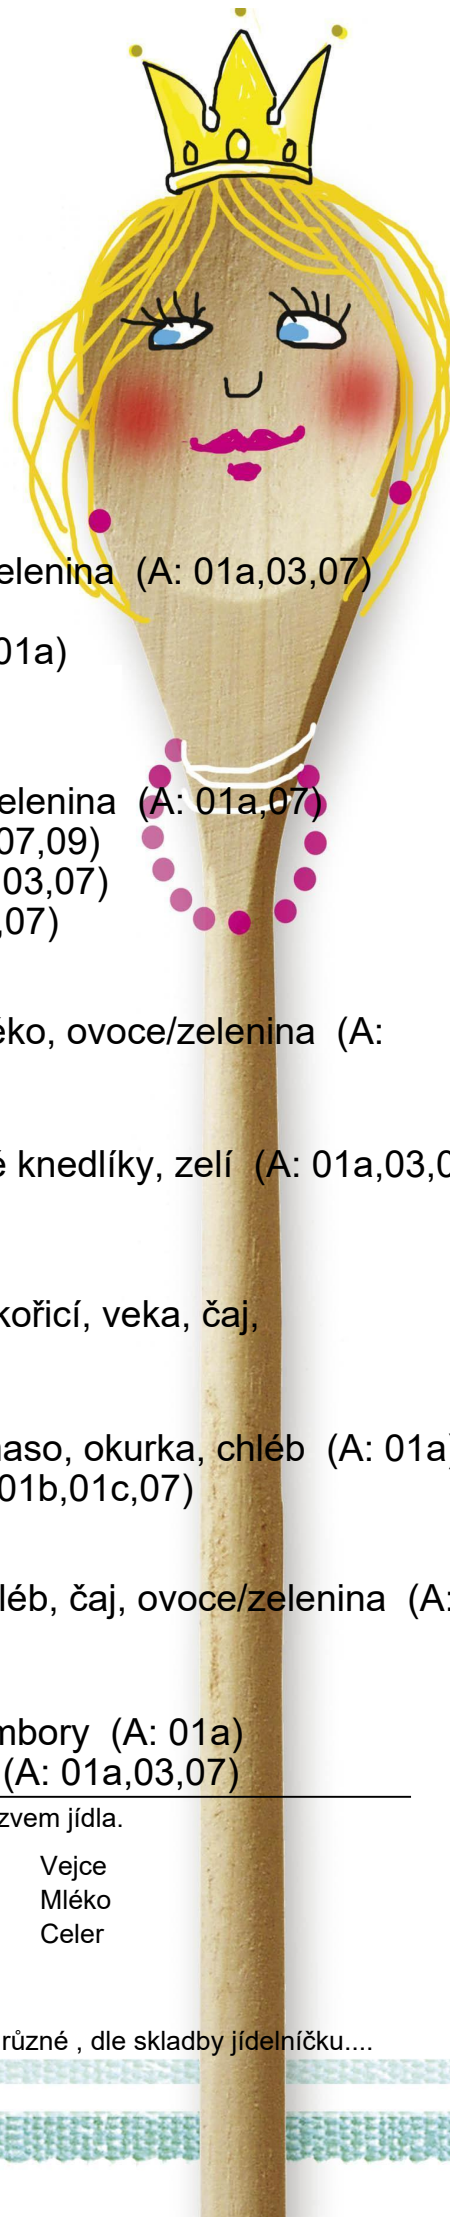 elenina (A: 01a,03,07)
01a)
elenina (A: 01a,07)
07,09)
03,07)
,07)
éko, ovoce/zelenina (A:
é knedlíky, zelí (A: 01a,03,0
kořicí, veka, čaj,
naso, okurka, chléb (A: 01a)
01b,01c,07)
léb, čaj, ovoce/zelenina (A:
mbory (A: 01a)
(A: 01a,03,07)
zvem jídla.
Vejce
Mléko
Celer
různé , dle skladby jídelníčku....